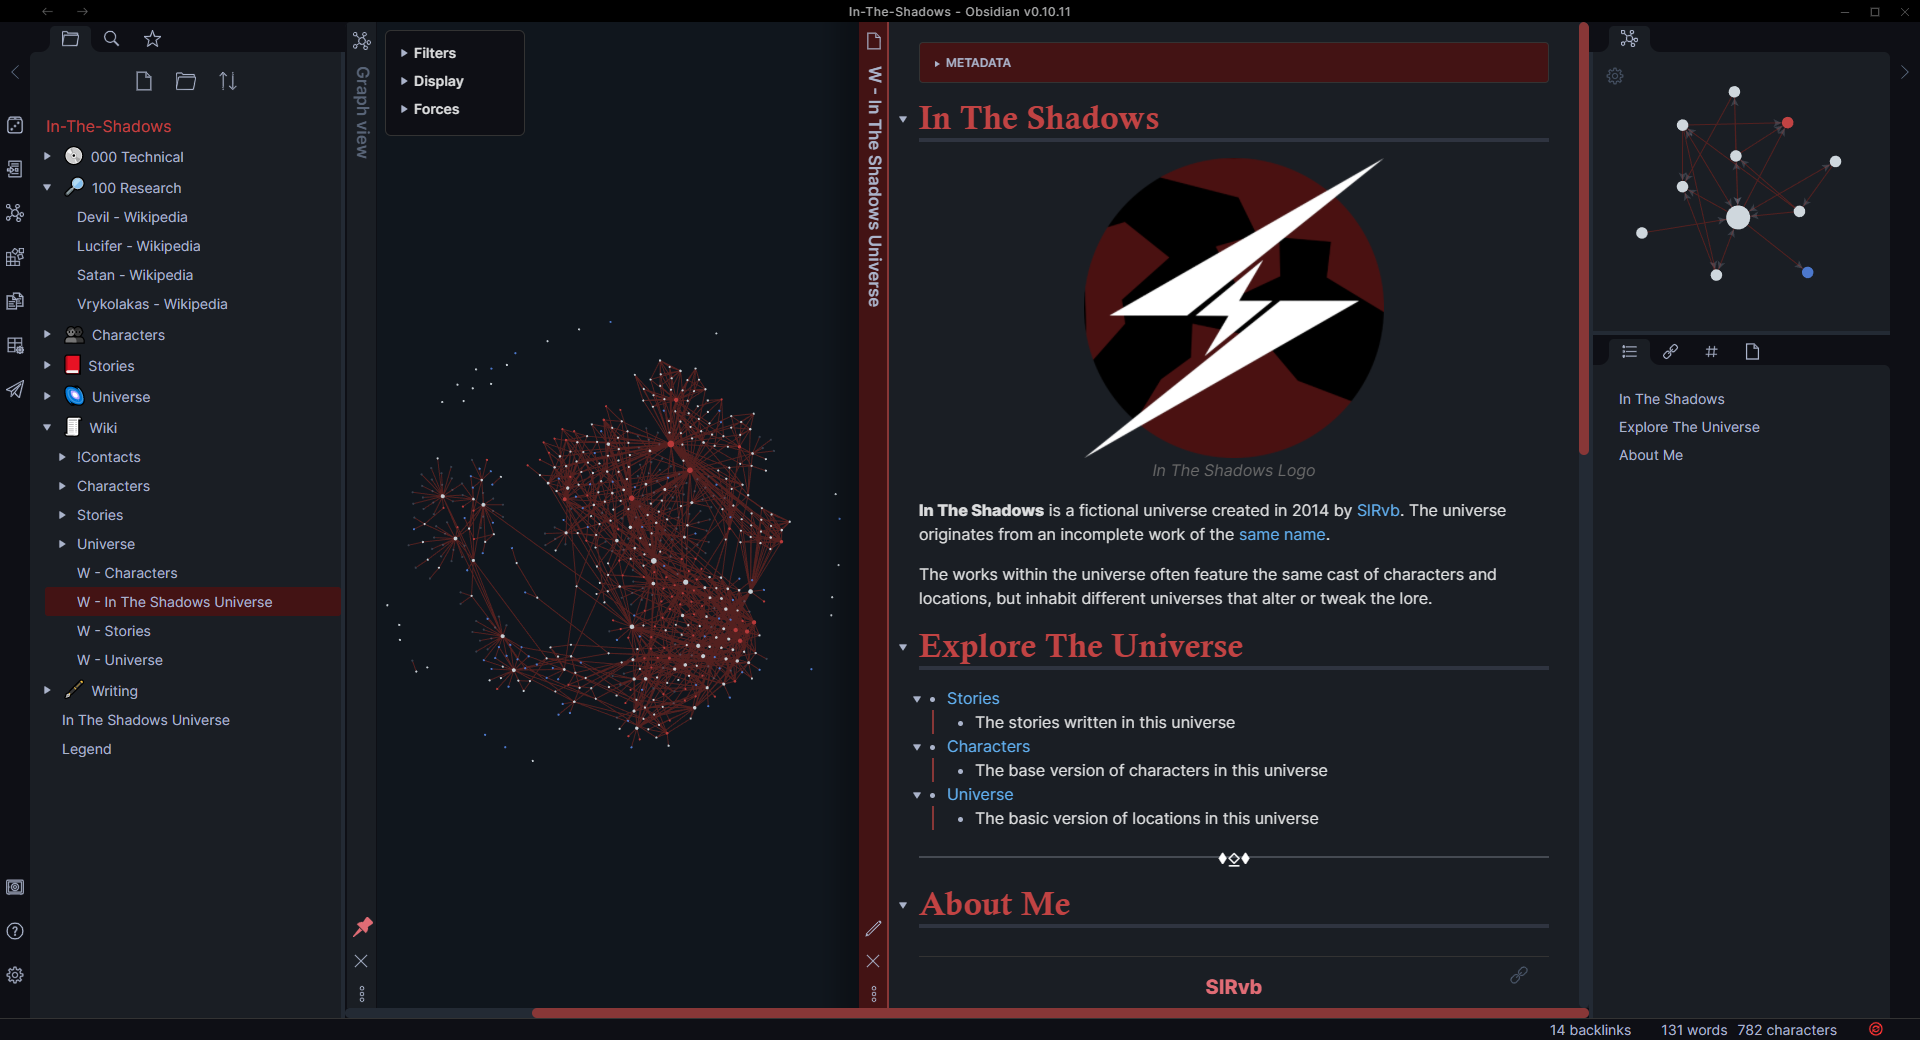 In-The-Shadows - Obsidian v0.10.11
In-The-Shadows
000 Technical
100 Research
Devil - Wikipedia
Lucifer - Wikipedia
Satan - Wikipedia
Vrykolakas - Wikipedia
Characters
Stories
Universe
Wiki
!Contacts
Characters
Stories
Universe
W - Characters
W - In The Shadows Universe
W - Stories
W - Universe
Writing
In The Shadows Universe
Legend
Graph view
Filters
Display
Forces
W - In The Shadows Universe
METADATA
In The Shadows
In The Shadows Logo
In The Shadows is a fictional universe created in 2014 by SIRvb. The universe
originates from an incomplete work of the same name.
The works within the universe often feature the same cast of characters and
locations, but inhabit different universes that alter or tweak the lore.
Explore The Universe
Stories
The stories written in this universe
Characters
The base version of characters in this universe
Universe
The basic version of locations in this universe
About Me
SIRvb
In The Shadows
Explore The Universe
About Me
14 backlinks
131 words 782 characters